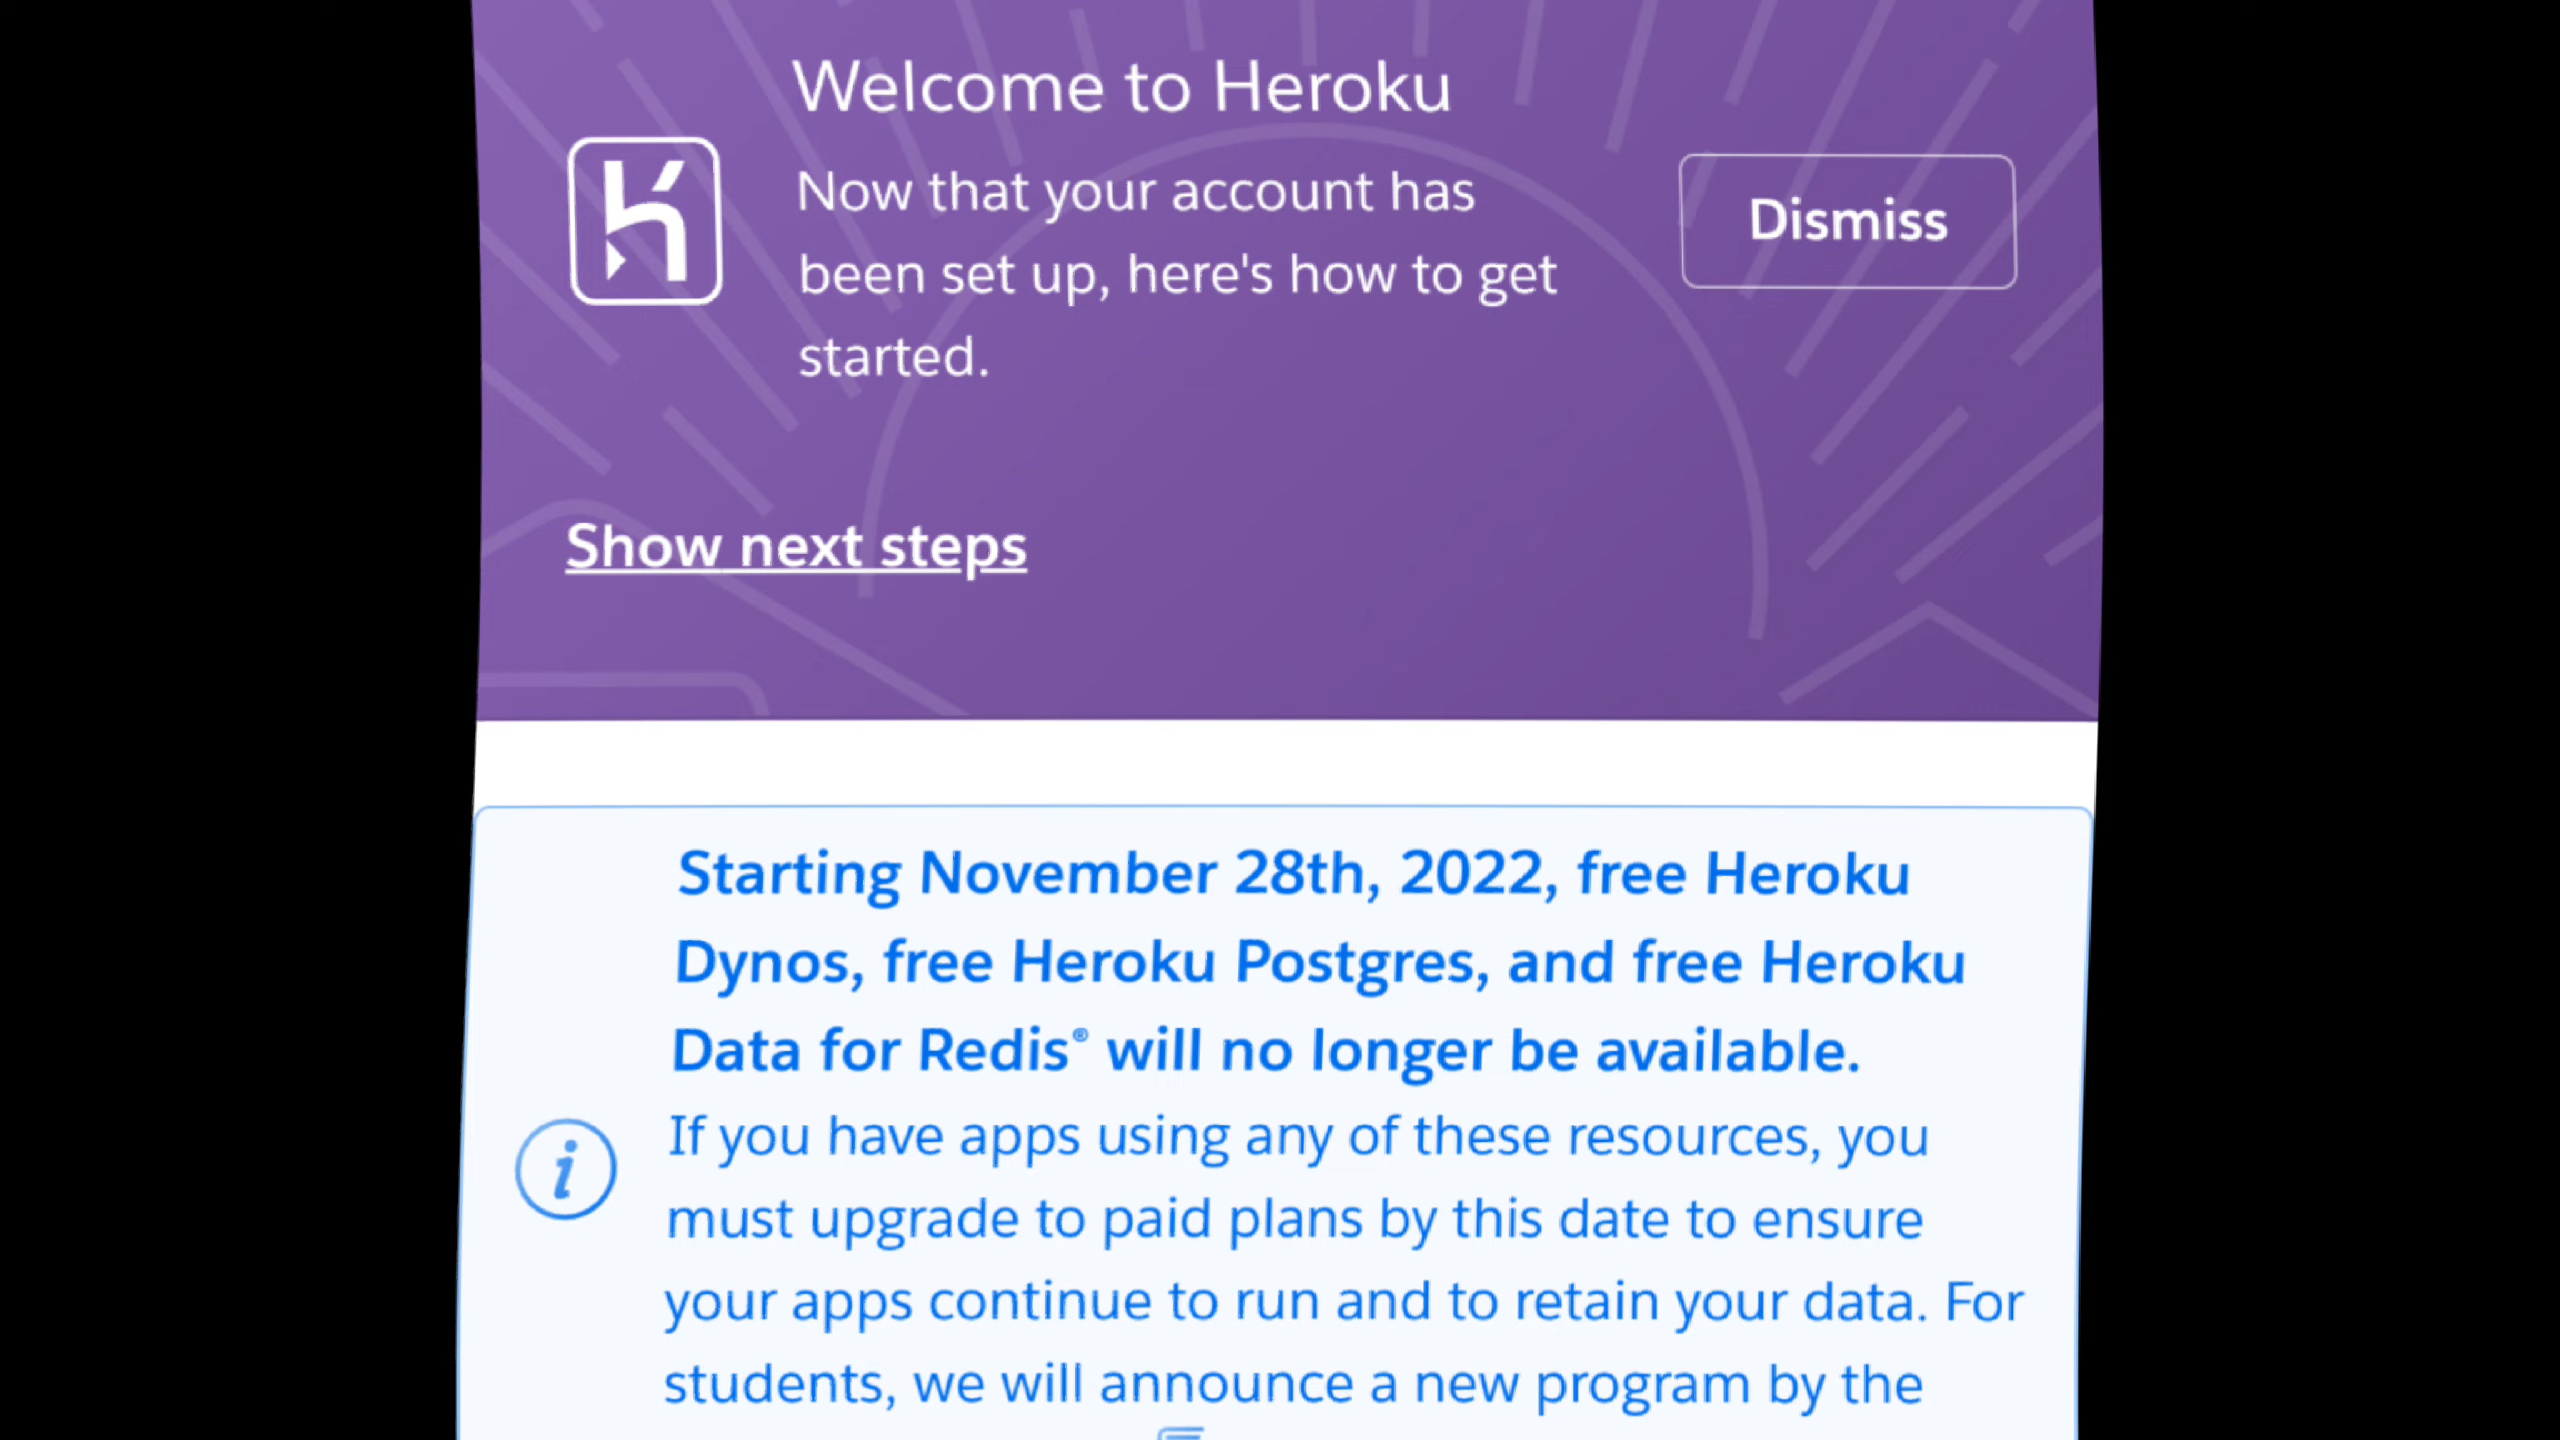 Welcome to Heroku
Now that your account has
been set up, here's how to get
started.
Dismiss
Show next steps
Starting November 28th, 2022, free Heroku
Dynos, free Heroku Postgres, and free Heroku
Data for Redis® will no longer be available.
If you have apps using any of these resources, you
must upgrade to paid plans by this date to ensure
your apps continue to run and to retain your data. For
students, we will announce a new program by the